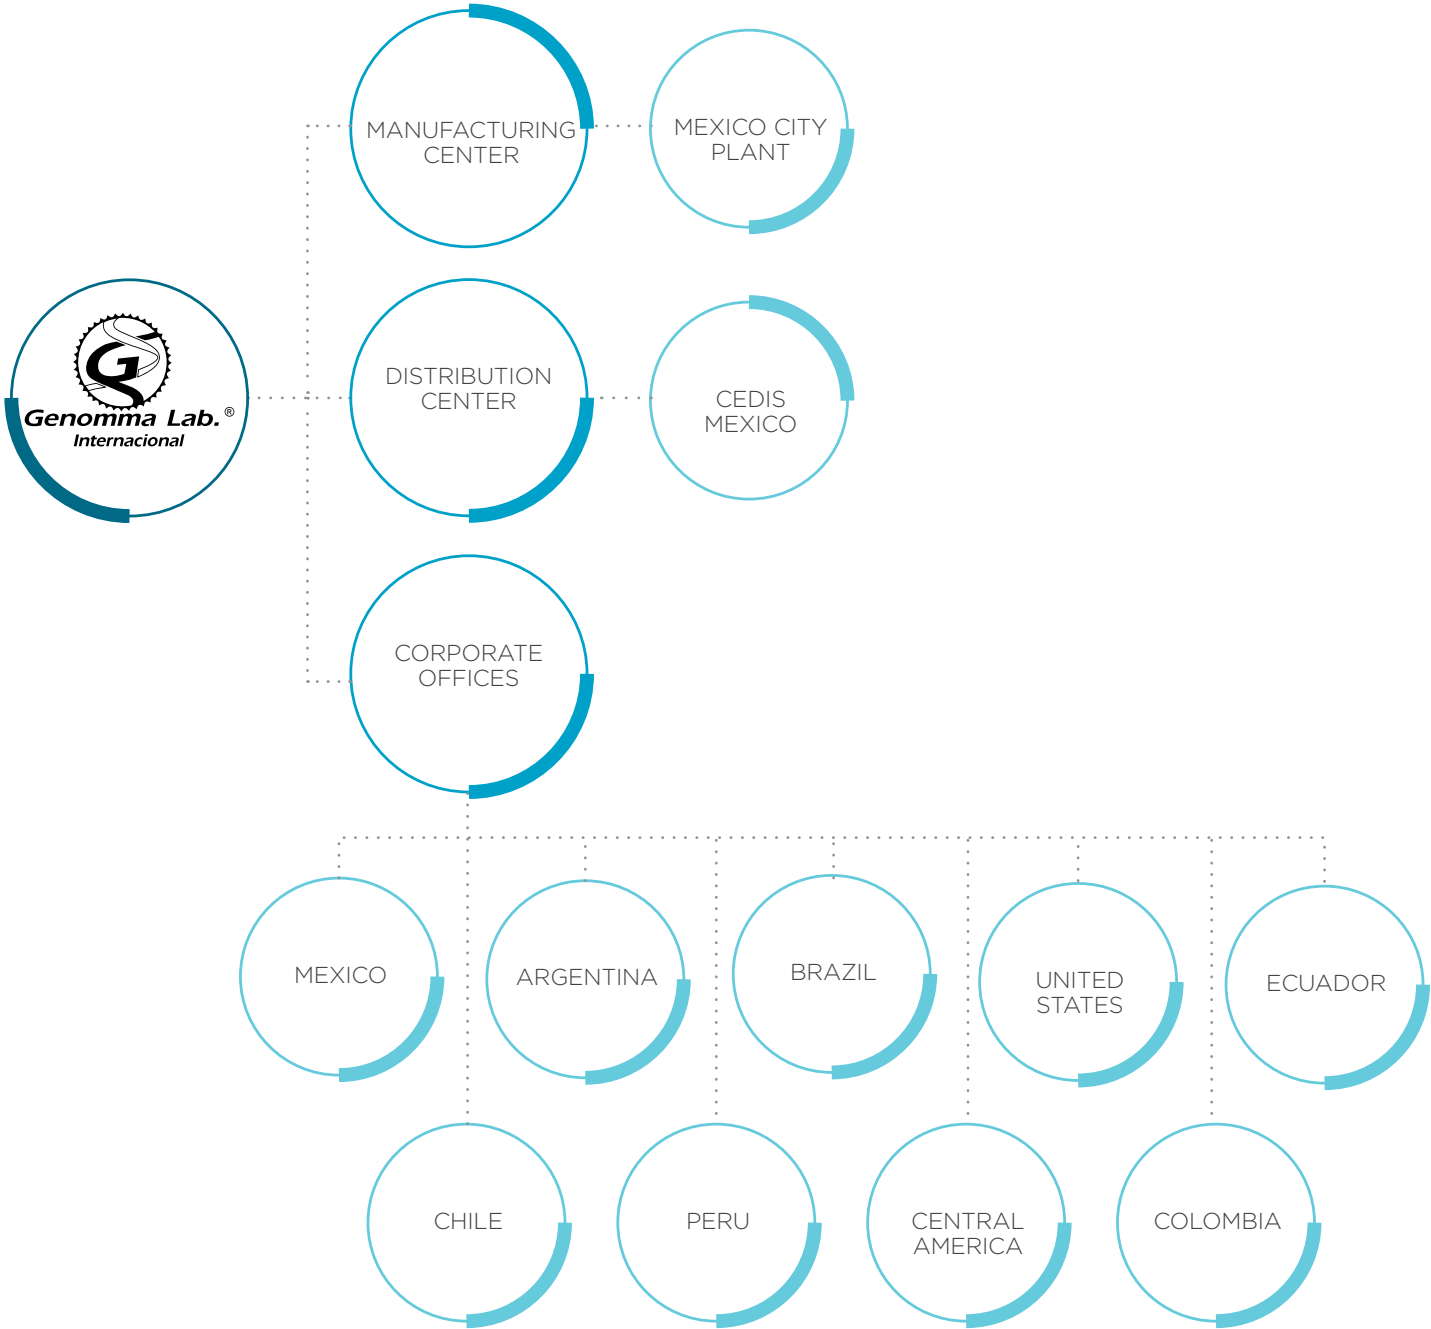 MANUFACTURING
CENTER
MEXICO CITY
PLANT
G
Genomma Lab.®
Internacional
DISTRIBUTION
CENTER
CEDIS
MEXICO
CORPORATE
OFFICES
MEXICO
ARGENTINA
BRAZIL
UNITED
STATES
ECUADOR
CHILE
PERU
CENTRAL
AMERICA
COLOMBIA